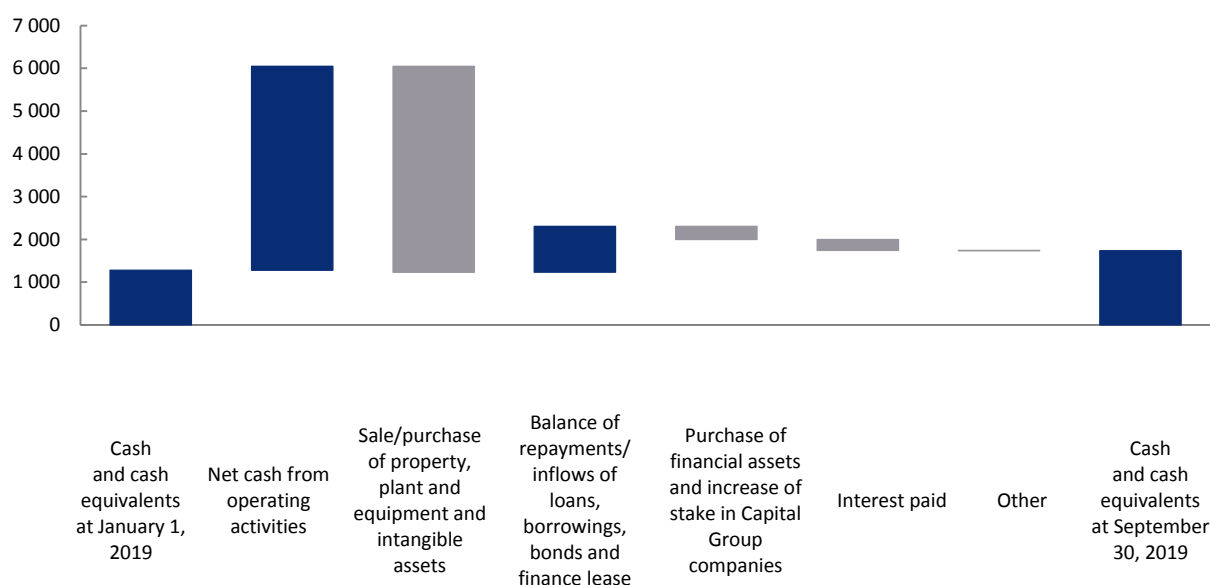 7 000
6 000
5 000
4 000
3 000
2 000
1 000
0
Cash
and cash
equivalents
at January 1,
2019
Net cash from
operating
activities
Sale/purchase
of property,
plant and
equipment and
intangible
assets
Balance of
repayments/
inflows of
loans,
borrowings,
bonds and
finance lease
Purchase of
financial assets
and increase of
stake in Capital
Group
companies
Interest paid
Other
Cash
and cash
equivalents
at September
30, 2019